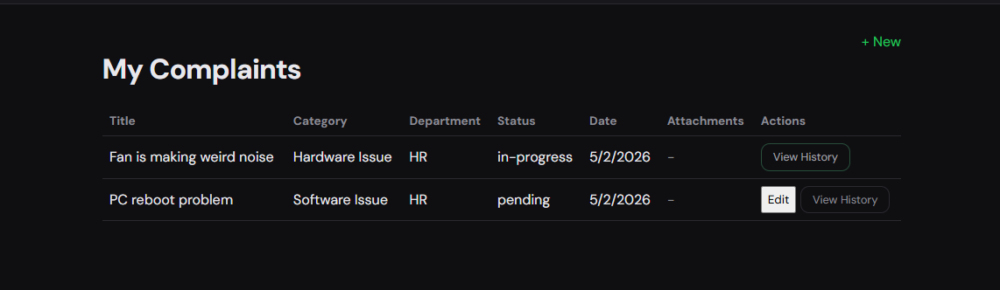 + New
My Complaints
Title Category Department Status Date Attachments Actions
Fan is making weird noise Hardware Issue HR in-progress 5/2/2026 - View History
PC reboot problem Software Issue HR pending 5/2/2026 - Edit View History